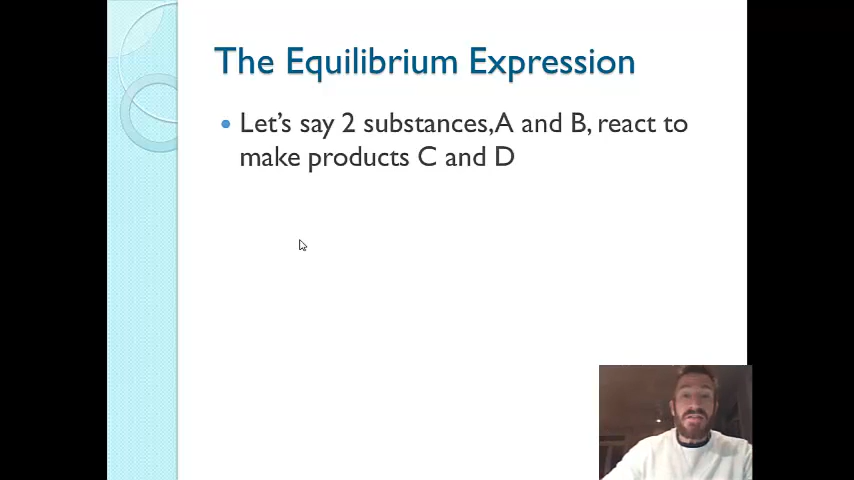 The Equilibrium Expression
Let's say 2 substances, A and B, react to
make products C and D